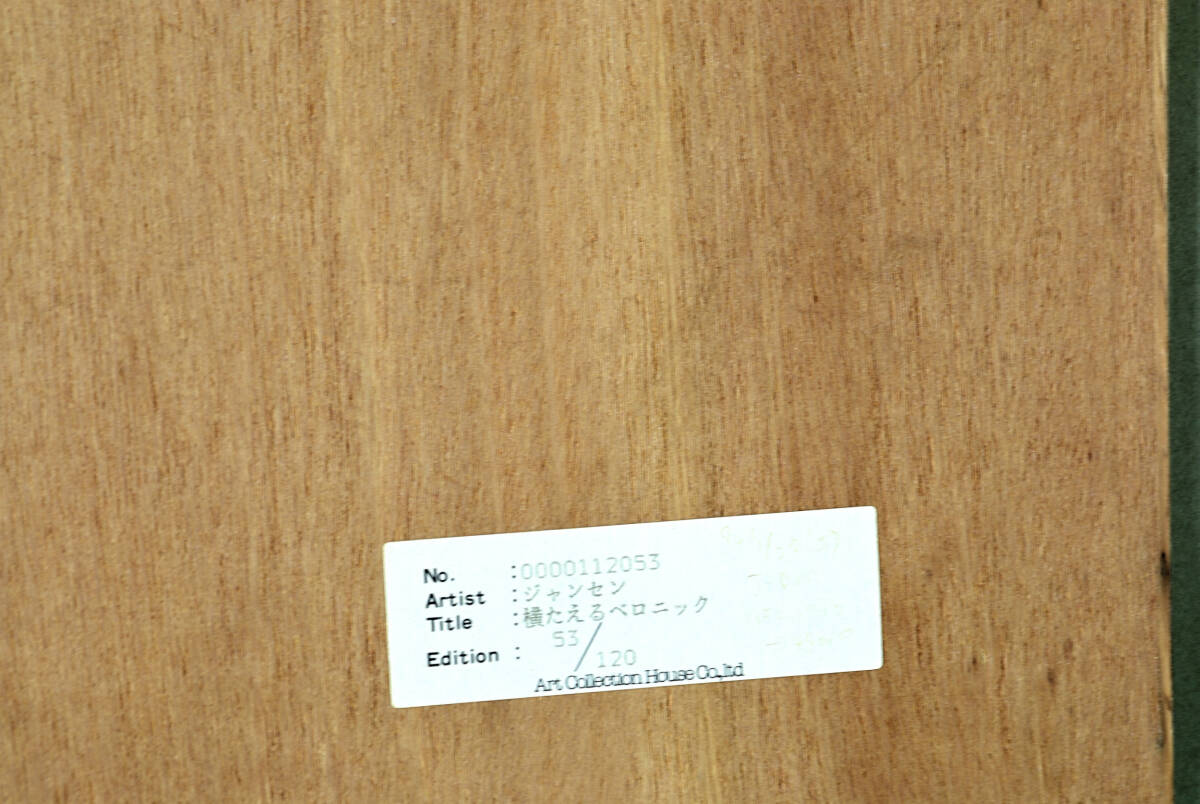 No. :0000112053
Artist :ジャンセン
Title :横たえるベロニック
Edition : 53/120
Art Collection House Co.,ltd